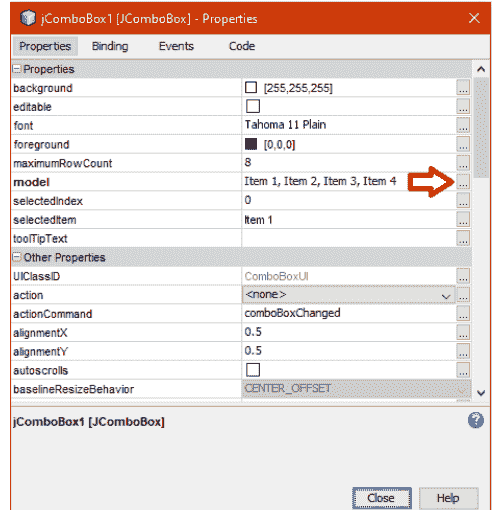 jComboBox1 [JComboBox] - Properties
Properties Binding Events Code
Properties
background [255,255,255]
editable
font Tahoma 11 Plain
foreground [0,0,0]
maximumRowCount 8
model Item 1, Item 2, Item 3, Item 4
selectedIndex 0
selectedItem Item 1
toolTipText
Other Properties
UIClassID ComboBoxUI
action <none>
actionCommand comboBoxChanged
alignmentX 0.5
alignmentY 0.5
autoscrolls
baselineResizeBehavior CENTER_OFFSET
jComboBox1 [JComboBox]
Close Help